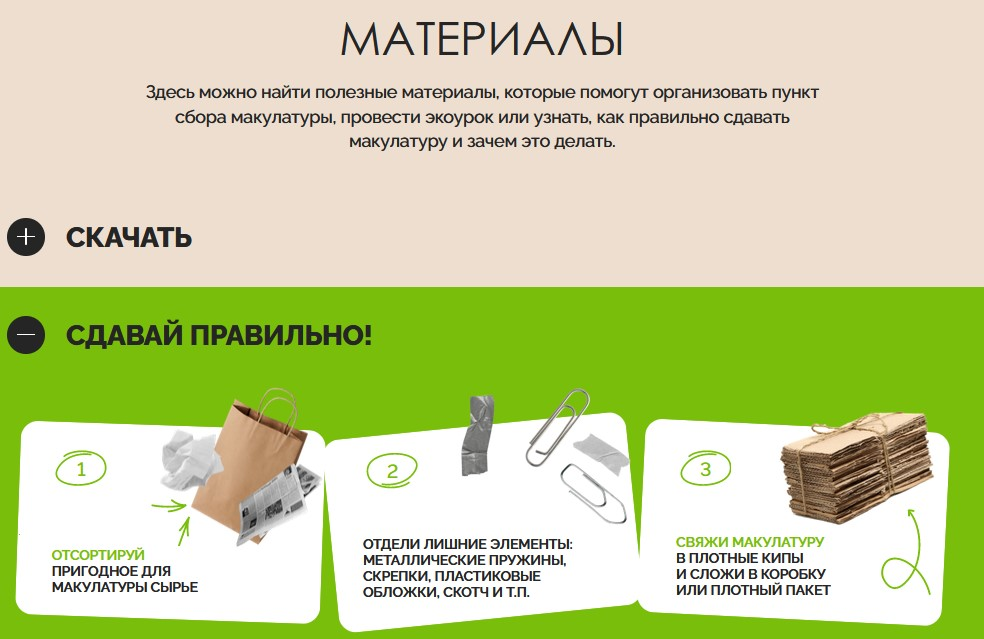 МАТЕРИАЛЫ
Здесь можно найти полезные материалы, которые помогут организовать пункт
сбора макулатуры, провести экоурок или узнать, как правильно сдавать
макулатуру и зачем это делать.
СКАЧАТЬ
СДАВАЙ ПРАВИЛЬНО!
1
ОТСОРТИРУЙ
ПРИГОДНОЕ ДЛЯ
МАКУЛАТУРЫ СЫРЬЕ
2
ОТДЕЛИ ЛИШНИЕ ЭЛЕМЕНТЫ:
МЕТАЛЛИЧЕСКИЕ ПРУЖИНЫ,
СКРЕПКИ, ПЛАСТИКОВЫЕ
ОБЛОЖКИ, СКОТЧ И Т.П.
3
СВЯЖИ МАКУЛАТУРУ
В ПЛОТНЫЕ КИПЫ
И СЛОЖИ В КОРОБКУ
ИЛИ ПЛОТНЫЙ ПАКЕТ